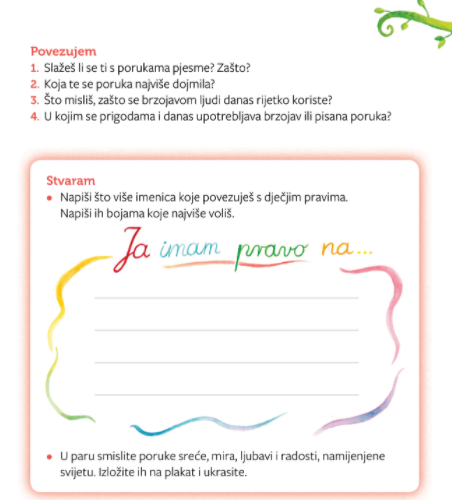 Povezujem
1. Slažeš li se ti s porukama pjesme? Zašto?
2. Koja te se poruka najviše dojmila?
3. Što misliš, zašto se brzojavom ljudi danas rijetko koriste?
4. U kojim se prigodama i danas upotrebljava brzojav ili pisana poruka?
Stvaram
• Napiši što više imenica koje povezuješ s dječjim pravima.
Napiši ih bojama koje najviše voliš.
Ja imam pravo na...
• U paru smislite poruke sreće, mira, ljubavi i radosti, namijenjene
svijetu. Izložite ih na plakat i ukrasite.